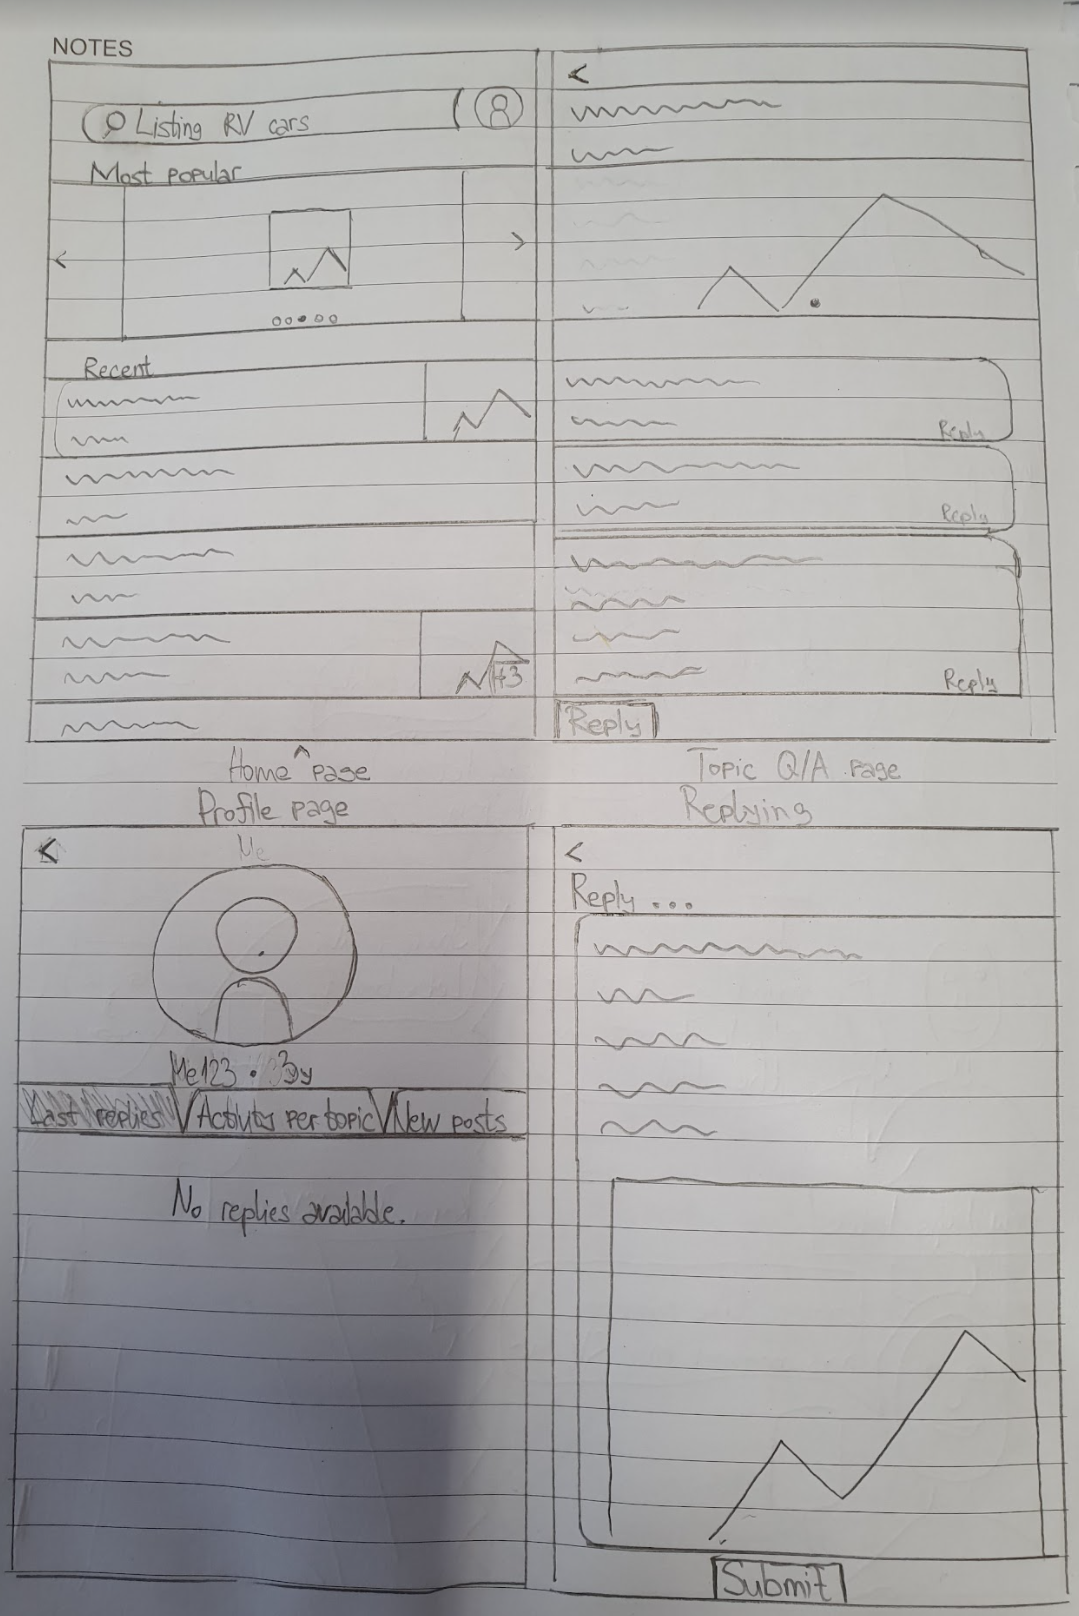 NOTES
Listing RV cars
Most popular
<
>
Recent
+3
Home page
<
Reply
Reply
Reply
Reply
Topic Q/A page
Profile page
<
Me
Me123 • 3y
Last replies
Activity per topic
New posts
No replies available.
Replying
<
Reply ...
Submit